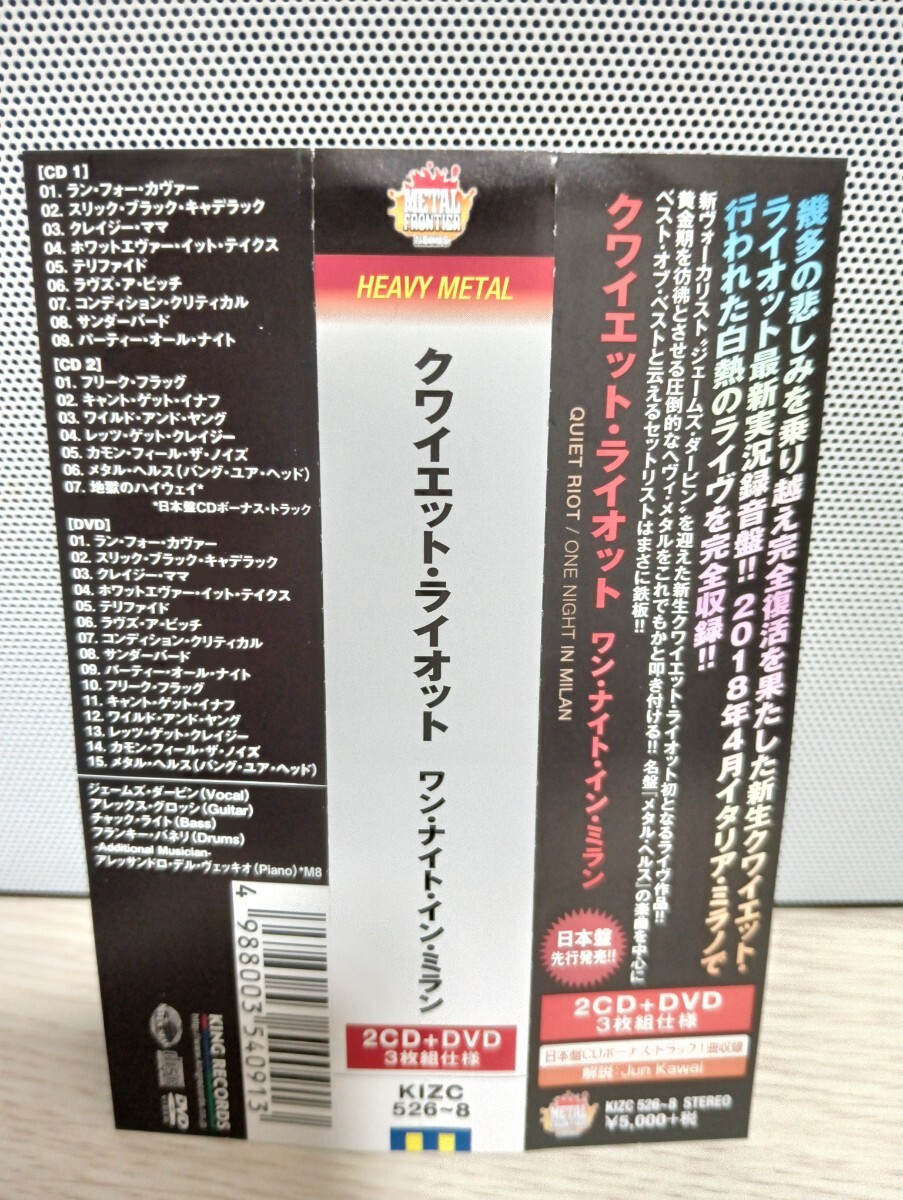 [CD 1]
01. ラン・フォー・カヴァー
02. スリック・ブラック・キャデラック
03. クレイジー・ママ
04. ホワットエヴァー・イット・テイクス
05. テリファイド
06. ラヴズ・ア・ビッチ
07. コンディション・クリティカル
08. サンダーバード
09. パーティー・オール・ナイト
[CD 2]
01. フリーク・フラッグ
02. キャント・ゲット・イナフ
03. ワイルド・アンド・ヤング
04. レッツ・ゲット・クレイジー
05. カモン・フィール・ザ・ノイズ
06. メタル・ヘルス(バング・ユア・ヘッド)
07. 地獄のハイウェイ*
*日本盤CDボーナス・トラック
[DVD]
01. ラン・フォー・カヴァー
02. スリック・ブラック・キャデラック
03. クレイジー・ママ
04. ホワットエヴァー・イット・テイクス
05. テリファイド
06. ラヴズ・ア・ビッチ
07. コンディション・クリティカル
08. サンダーバード
09. パーティー・オール・ナイト
10. フリーク・フラッグ
11. キャント・ゲット・イナフ
12. ワイルド・アンド・ヤング
13. レッツ・ゲット・クレイジー
14. カモン・フィール・ザ・ノイズ
15. メタル・ヘルス(バング・ユア・ヘッド)
ジェームズ・ダービン(Vocal)
アレックス・グロッシ(Guitar)
チャック・ライト(Bass)
フランキー・バネリ(Drums)
-Additional Musician-
アレッサンドロ・デル・ヴェッキオ(Piano)*M8
4 988003 540913
KING RECORDS
DVD
METAL
FRONTIER
HEAVY METAL
クワイエット・ライオット ワン・ナイト・イン・ミラン
2CD+DVD
3枚組仕様
KIZC
526~8
幾多の悲しみを乗り越え完全復活を果たした新生クワイエット・
ライオット最新実況録音盤!! 2018年4月イタリア・ミラノで
行われた白熱のライヴを完全収録!!
新ヴォーカリスト“ジェームズ・ダービン”を迎えた新生クワイエット・ライオット初となるライヴ作品!!
黄金期を彷彿とさせる圧倒的なヘヴィ・メタルをこれでもかと叩き付ける!! 名盤「メタル・ヘルス」の楽曲を中心に
ベスト・オブ・ベストと云えるセットリストはまさに鉄板!!
クワイエット・ライオット ワン・ナイト・イン・ミラン
QUIET RIOT / ONE NIGHT IN MILAN
日本盤
先行発売!!
2CD+DVD
3枚組仕様
日本盤CDボーナス・トラック1曲収録
解説:Jun Kawai
METAL
FRONTIER
KIZC 526~8 STEREO
¥5,000+税